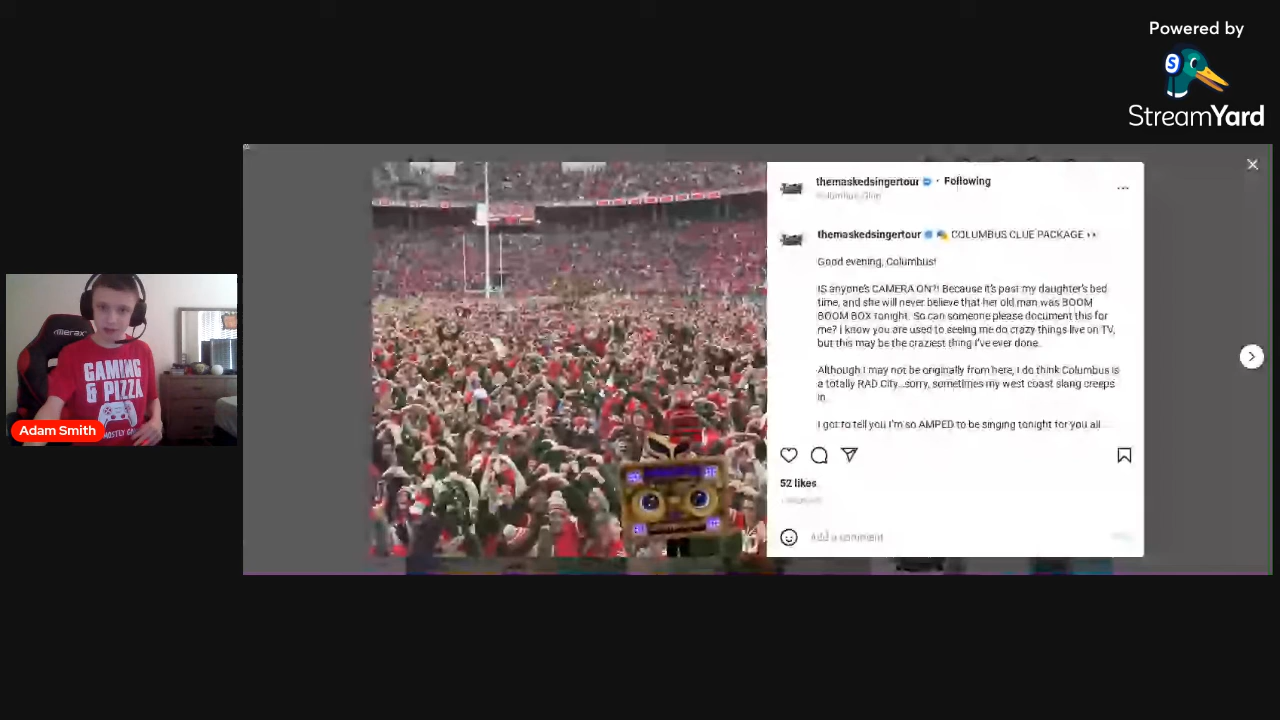 Powered by
StreamYard
themaskedsingertour • Following
Columbus, Ohio
themaskedsingertour 🎭 COLUMBUS CLUE PACKAGE 👀
Good evening, Columbus!
IS anyone's CAMERA ON?! Because it's past my daughter's bed
time, and she will never believe that her old man was BOOM
BOOM BOX tonight. So can someone please document this for
me? I know you are used to seeing me do crazy things live on TV,
but this may be the craziest thing I've ever done.
Although I may not be originally from here, I do think Columbus is
a totally RAD City...sorry, sometimes my west coast slang creeps
in.
I got to tell you I'm so AMPED to be singing tonight for you all...
52 likes
Add a comment
merax
GAMING
& PIZZA
MOSTLY
Adam Smith